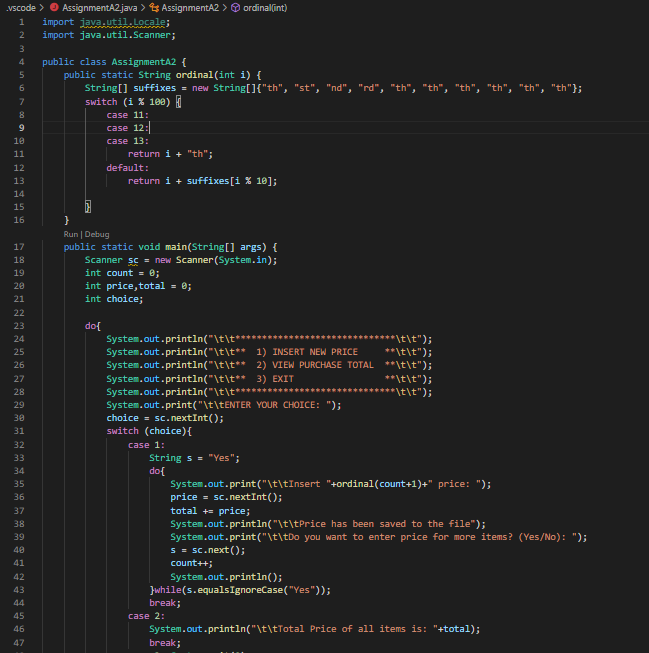 .vscode > AssignmentA2.java > AssignmentA2 > ordinal(int)
1 import java.util.Locale;
2 import java.util.Scanner;
3
4 public class AssignmentA2 {
5 public static String ordinal(int i) {
6 String[] suffixes = new String[]{"th", "st", "nd", "rd", "th", "th", "th", "th", "th", "th"};
7 switch (i % 100) {
8 case 11:
9 case 12:
10 case 13:
11 return i + "th";
12 default:
13 return i + suffixes[i % 10];
14
15 }
16 }
Run | Debug
17 public static void main(String[] args) {
18 Scanner sc = new Scanner(System.in);
19 int count = 0;
20 int price,total = 0;
21 int choice;
22
23 do{
24 System.out.println("\t\t******************************\t\t");
25 System.out.println("\t\t** 1) INSERT NEW PRICE **\t\t");
26 System.out.println("\t\t** 2) VIEW PURCHASE TOTAL **\t\t");
27 System.out.println("\t\t** 3) EXIT **\t\t");
28 System.out.println("\t\t******************************\t\t");
29 System.out.print("\t\tENTER YOUR CHOICE: ");
30 choice = sc.nextInt();
31 switch (choice){
32 case 1:
33 String s = "Yes";
34 do{
35 System.out.print("\t\tInsert "+ordinal(count+1)+" price: ");
36 price = sc.nextInt();
37 total += price;
38 System.out.println("\t\tPrice has been saved to the file");
39 System.out.print("\t\tDo you want to enter price for more items? (Yes/No): ");
40 s = sc.next();
41 count++;
42 System.out.println();
43 }while(s.equalsIgnoreCase("Yes"));
44 break;
45 case 2:
46 System.out.println("\t\tTotal Price of all items is: "+total);
47 break;